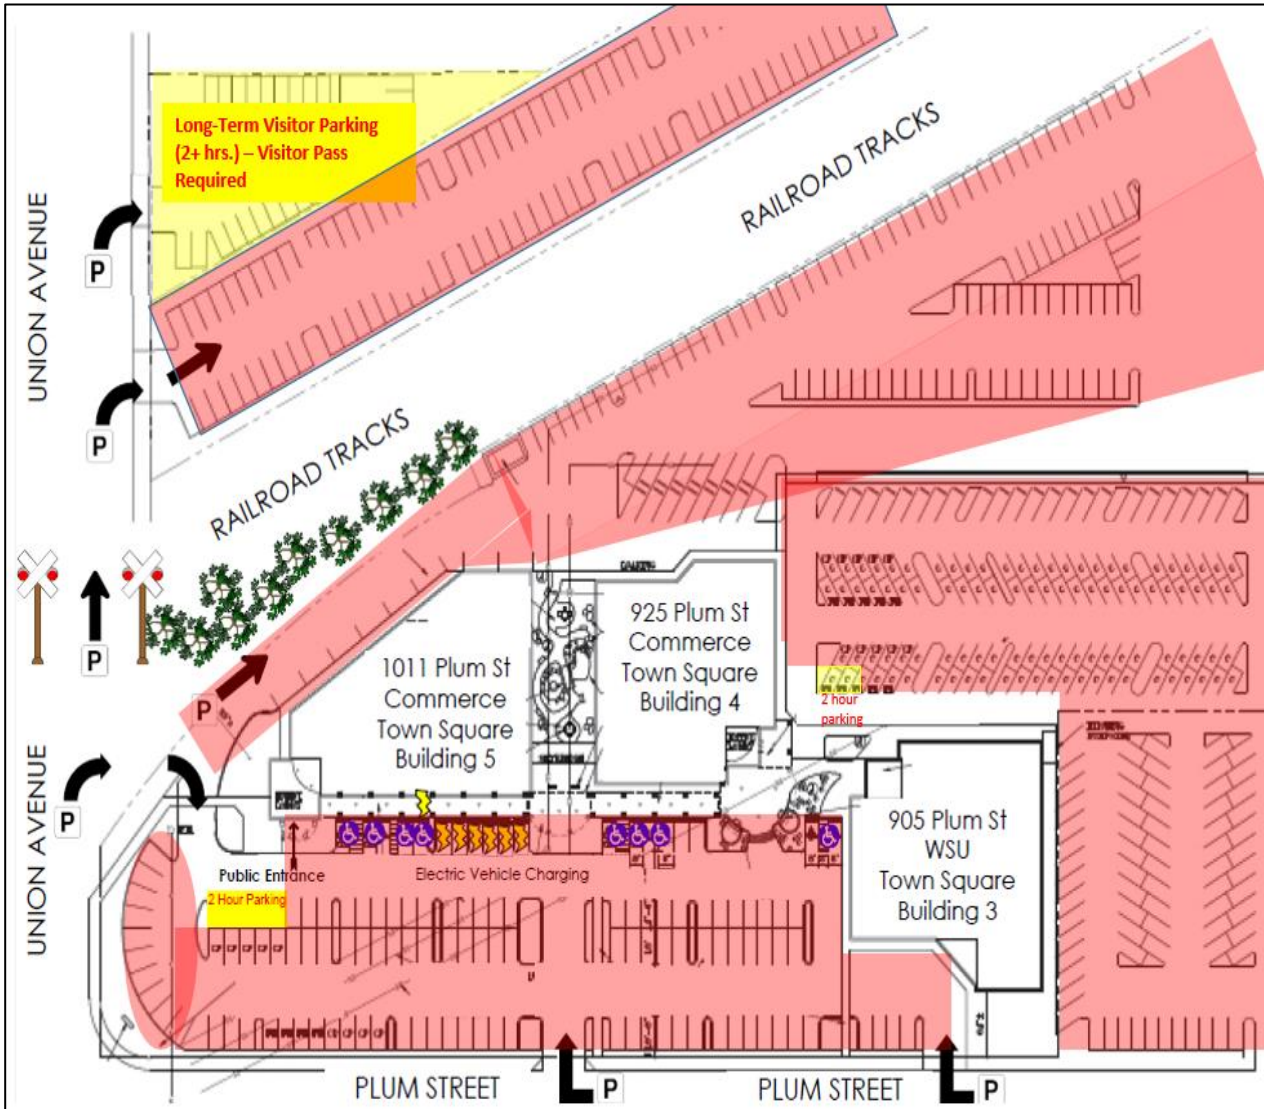 Long-Term Visitor Parking
(2+ hrs.) – Visitor Pass
Required
RAILROAD TRACKS
UNION AVENUE
P
P
RAILROAD TRACKS
P
P
1011 Plum St
Commerce
Town Square
Building 5
925 Plum St
Commerce
Town Square
Building 4
2 hour
parking
UNION AVENUE
P
905 Plum St
WSU
Town Square
Building 3
Public Entrance
Electric Vehicle Charging
2 Hour Parking
PLUM STREET
P
PLUM STREET
P